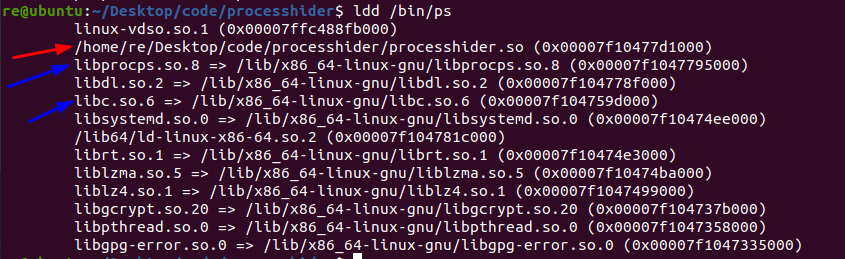 re@ubuntu:~/Desktop/code/processhider$ ldd /bin/ps
linux-vdso.so.1 (0x00007ffc488fb000)
/home/re/Desktop/code/processhider/processhider.so (0x00007f10477d1000)
libprocps.so.8 => /lib/x86_64-linux-gnu/libprocps.so.8 (0x00007f1047795000)
libdl.so.2 => /lib/x86_64-linux-gnu/libdl.so.2 (0x00007f104778f000)
libc.so.6 => /lib/x86_64-linux-gnu/libc.so.6 (0x00007f104759d000)
libsystemd.so.0 => /lib/x86_64-linux-gnu/libsystemd.so.0 (0x00007f10474ee000)
/lib64/ld-linux-x86-64.so.2 (0x00007f104781c000)
librt.so.1 => /lib/x86_64-linux-gnu/librt.so.1 (0x00007f10474e3000)
liblzma.so.5 => /lib/x86_64-linux-gnu/liblzma.so.5 (0x00007f10474ba000)
liblz4.so.1 => /lib/x86_64-linux-gnu/liblz4.so.1 (0x00007f1047499000)
libgcrypt.so.20 => /lib/x86_64-linux-gnu/libgcrypt.so.20 (0x00007f104737b000)
libpthread.so.0 => /lib/x86_64-linux-gnu/libpthread.so.0 (0x00007f1047358000)
libgpg-error.so.0 => /lib/x86_64-linux-gnu/libgpg-error.so.0 (0x00007f1047335000)
re@ubuntu:~/Desktop/code/processhider$